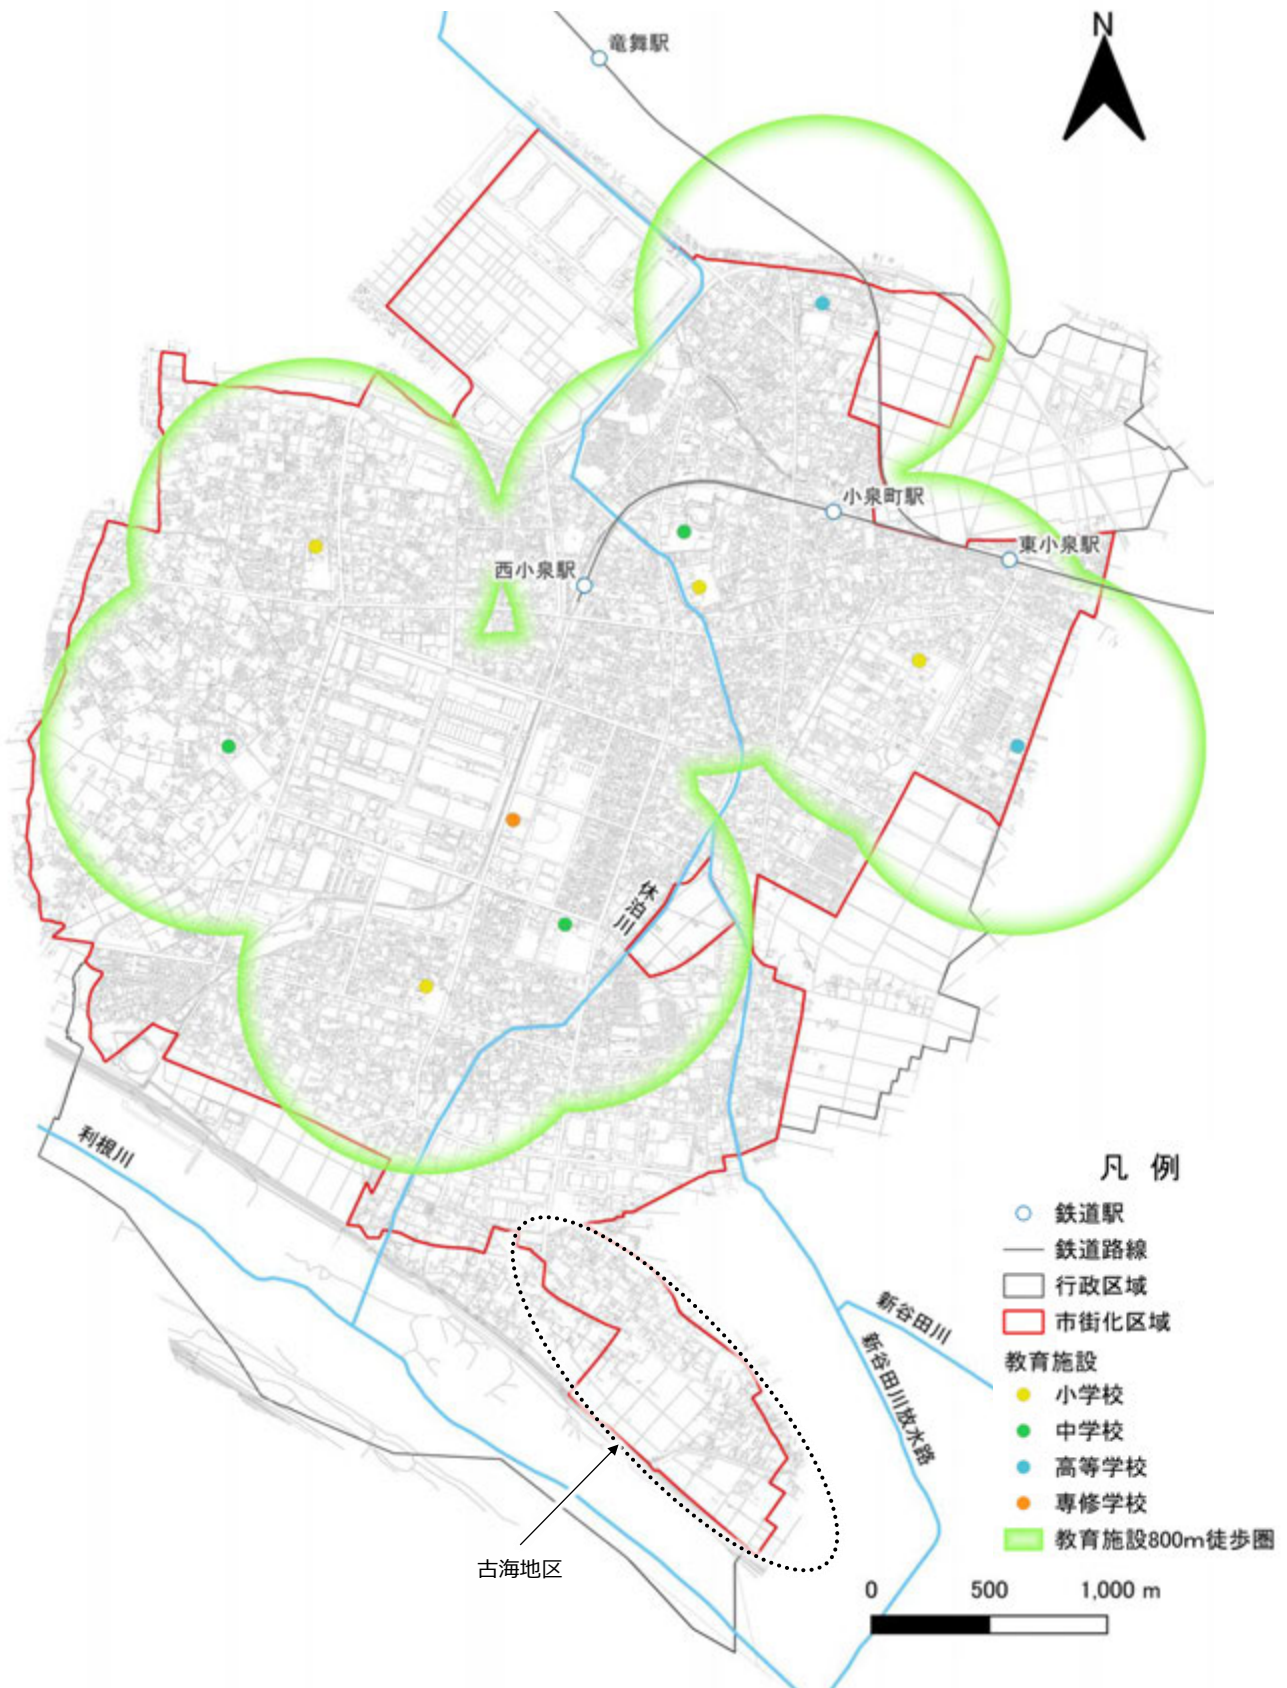 N
竜舞駅
小泉町駅
東小泉駅
西小泉駅
休泊川
利根川
新谷田川
新谷田川放水路
古海地区
凡 例
鉄道駅
鉄道路線
行政区域
市街化区域
教育施設
小学校
中学校
高等学校
専修学校
教育施設800m徒歩圏
0 500 1,000 m